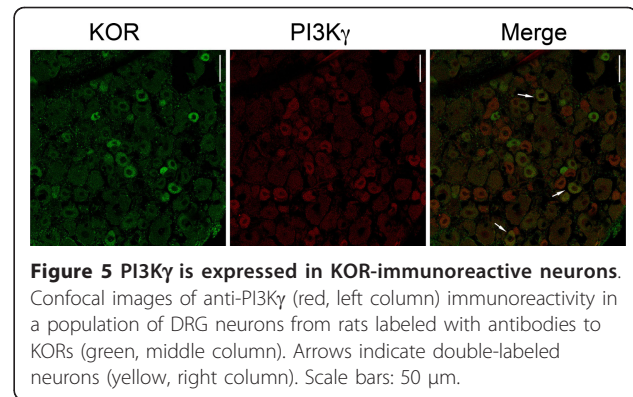 KOR PI3Kγ Merge
Figure 5 PI3Kγ is expressed in KOR-immunoreactive neurons.
Confocal images of anti-PI3Kγ (red, left column) immunoreactivity in
a population of DRG neurons from rats labeled with antibodies to
KORs (green, middle column). Arrows indicate double-labeled
neurons (yellow, right column). Scale bars: 50 μm.